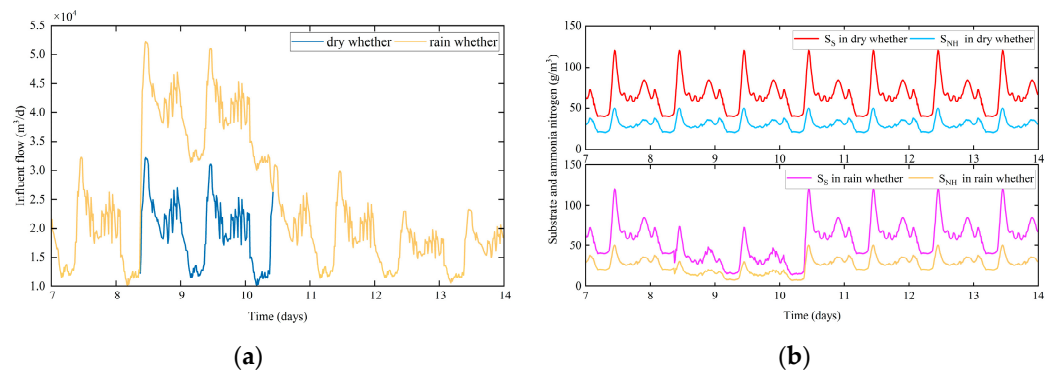 ×10⁴
5.5
5.0
4.5
4.0
3.5
3.0
2.5
2.0
1.5
1.0
Influent flow (m³/d)
dry whether rain whether
7 8 9 10 11 12 13 14
Time (days)
(a)
Substrate and ammonia nitrogen (g/m³)
150
100
50
0
S_S in dry whether S_NH in dry whether
7 8 9 10 11 12 13 14
150
100
50
0
S_S in rain whether S_NH in rain whether
7 8 9 10 11 12 13 14
Time (days)
(b)